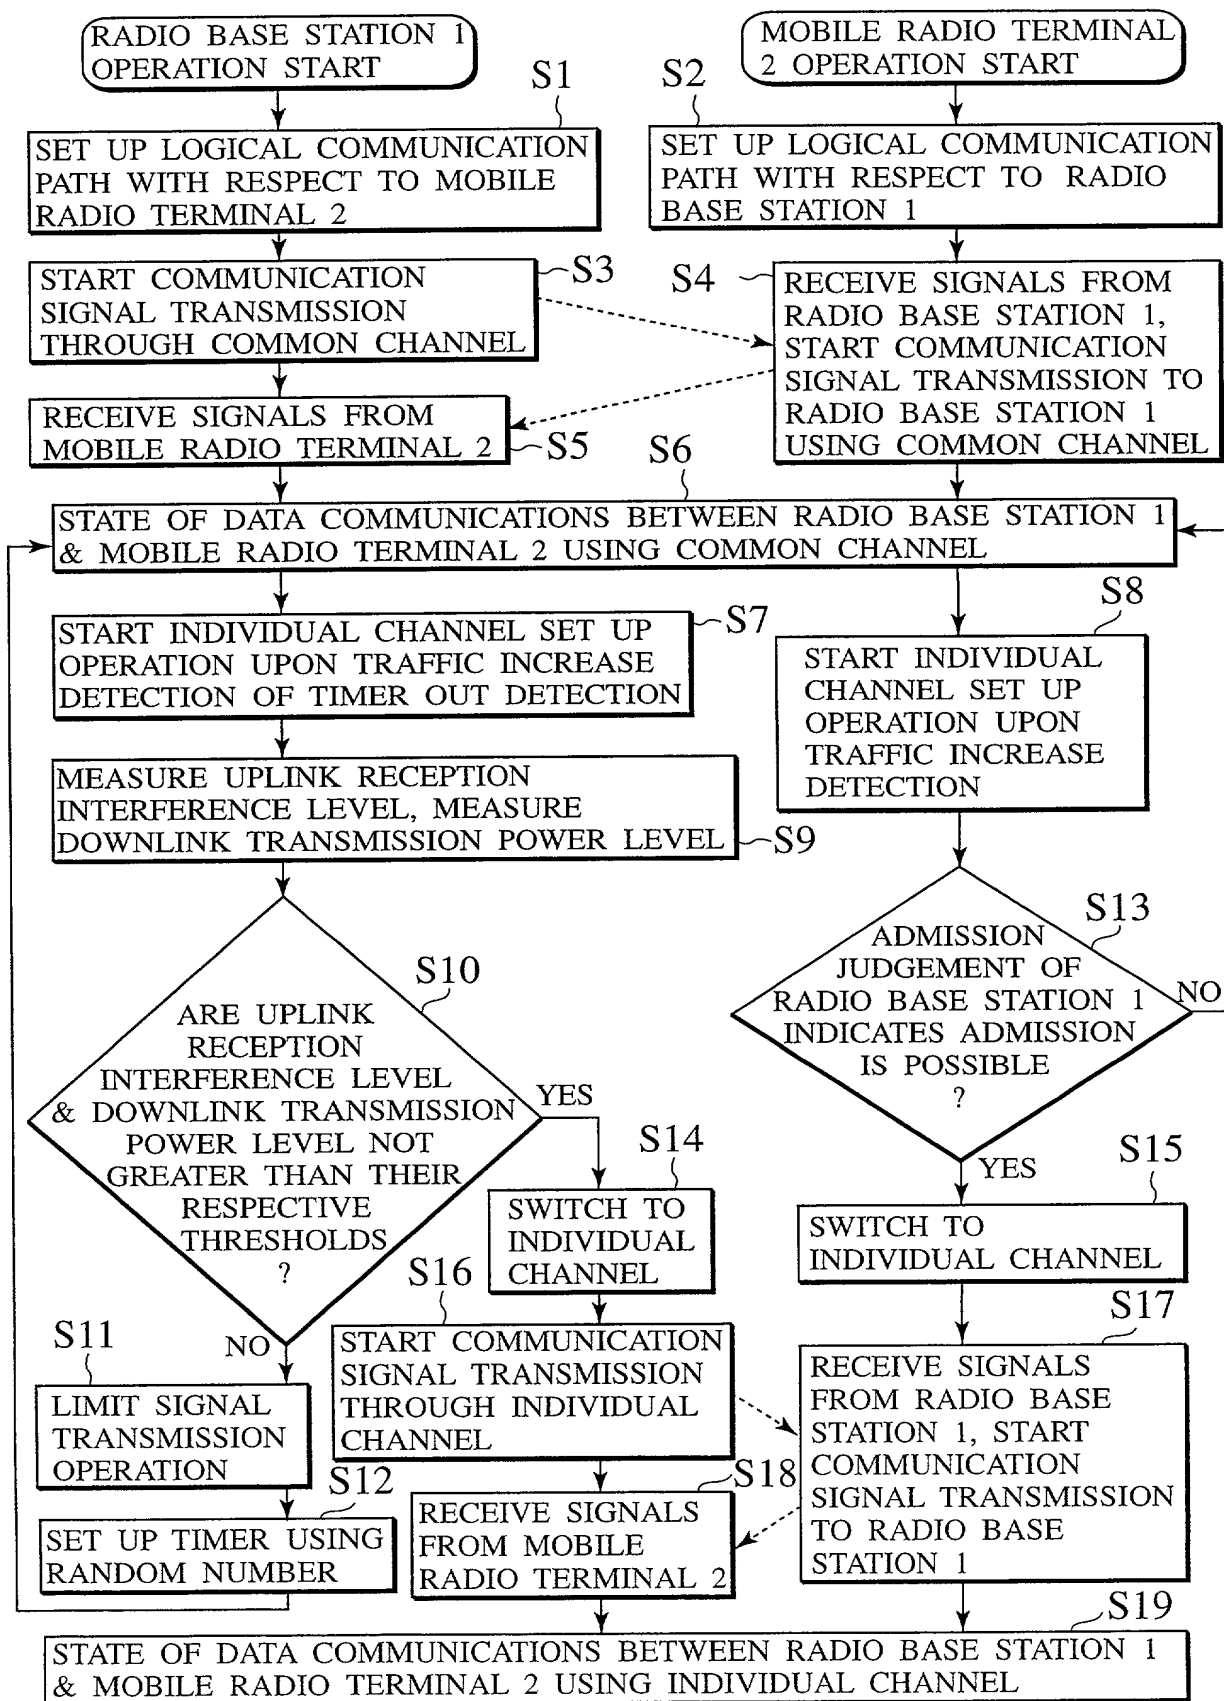 RADIO BASE STATION 1
OPERATION START
MOBILE RADIO TERMINAL
2 OPERATION START
S1
S2
SET UP LOGICAL COMMUNICATION
PATH WITH RESPECT TO MOBILE
RADIO TERMINAL 2
SET UP LOGICAL COMMUNICATION
PATH WITH RESPECT TO RADIO
BASE STATION 1
S3
START COMMUNICATION
SIGNAL TRANSMISSION
THROUGH COMMON CHANNEL
S4
RECEIVE SIGNALS FROM
RADIO BASE STATION 1,
START COMMUNICATION
SIGNAL TRANSMISSION TO
RADIO BASE STATION 1
USING COMMON CHANNEL
RECEIVE SIGNALS FROM
MOBILE RADIO TERMINAL 2
S5
S6
STATE OF DATA COMMUNICATIONS BETWEEN RADIO BASE STATION 1
& MOBILE RADIO TERMINAL 2 USING COMMON CHANNEL
S7
START INDIVIDUAL CHANNEL SET UP
OPERATION UPON TRAFFIC INCREASE
DETECTION OF TIMER OUT DETECTION
S8
START INDIVIDUAL
CHANNEL SET UP
OPERATION UPON
TRAFFIC INCREASE
DETECTION
MEASURE UPLINK RECEPTION
INTERFERENCE LEVEL, MEASURE
DOWNLINK TRANSMISSION POWER LEVEL
S9
S10
ARE UPLINK
RECEPTION
INTERFERENCE LEVEL
& DOWNLINK TRANSMISSION
POWER LEVEL NOT
GREATER THAN THEIR
RESPECTIVE
THRESHOLDS
?
YES
NO
S13
ADMISSION
JUDGEMENT OF
RADIO BASE STATION 1
INDICATES ADMISSION
IS POSSIBLE
?
NO
YES
S14
SWITCH TO
INDIVIDUAL
CHANNEL
S15
SWITCH TO
INDIVIDUAL CHANNEL
S11
LIMIT SIGNAL
TRANSMISSION
OPERATION
S16
START COMMUNICATION
SIGNAL TRANSMISSION
THROUGH INDIVIDUAL
CHANNEL
S17
RECEIVE SIGNALS
FROM RADIO BASE
STATION 1, START
COMMUNICATION
SIGNAL TRANSMISSION
TO RADIO BASE
STATION 1
S12
SET UP TIMER USING
RANDOM NUMBER
S18
RECEIVE SIGNALS
FROM MOBILE
RADIO TERMINAL 2
S19
STATE OF DATA COMMUNICATIONS BETWEEN RADIO BASE STATION 1
& MOBILE RADIO TERMINAL 2 USING INDIVIDUAL CHANNEL